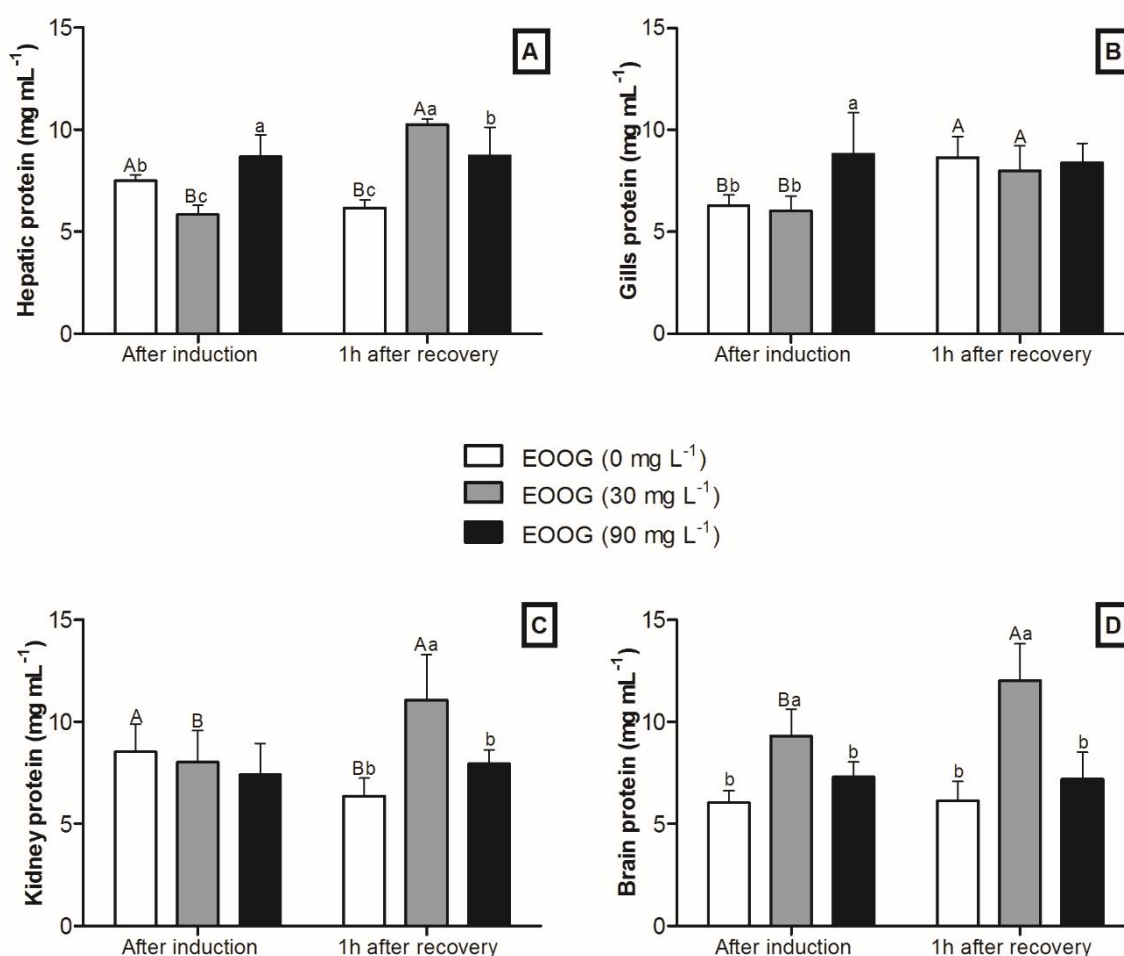 A
Hepatic protein (mg mL⁻¹)
15
10
5
0
Ab
Bc
a
Bc
Aa
b
After induction
1h after recovery
B
Gills protein (mg mL⁻¹)
15
10
5
0
Bb
Bb
a
A
A
After induction
1h after recovery
EOOG (0 mg L⁻¹)
EOOG (30 mg L⁻¹)
EOOG (90 mg L⁻¹)
C
Kidney protein (mg mL⁻¹)
15
10
5
0
A
B
Bb
Aa
b
After induction
1h after recovery
D
Brain protein (mg mL⁻¹)
15
10
5
0
b
Ba
b
b
Aa
b
After induction
1h after recovery